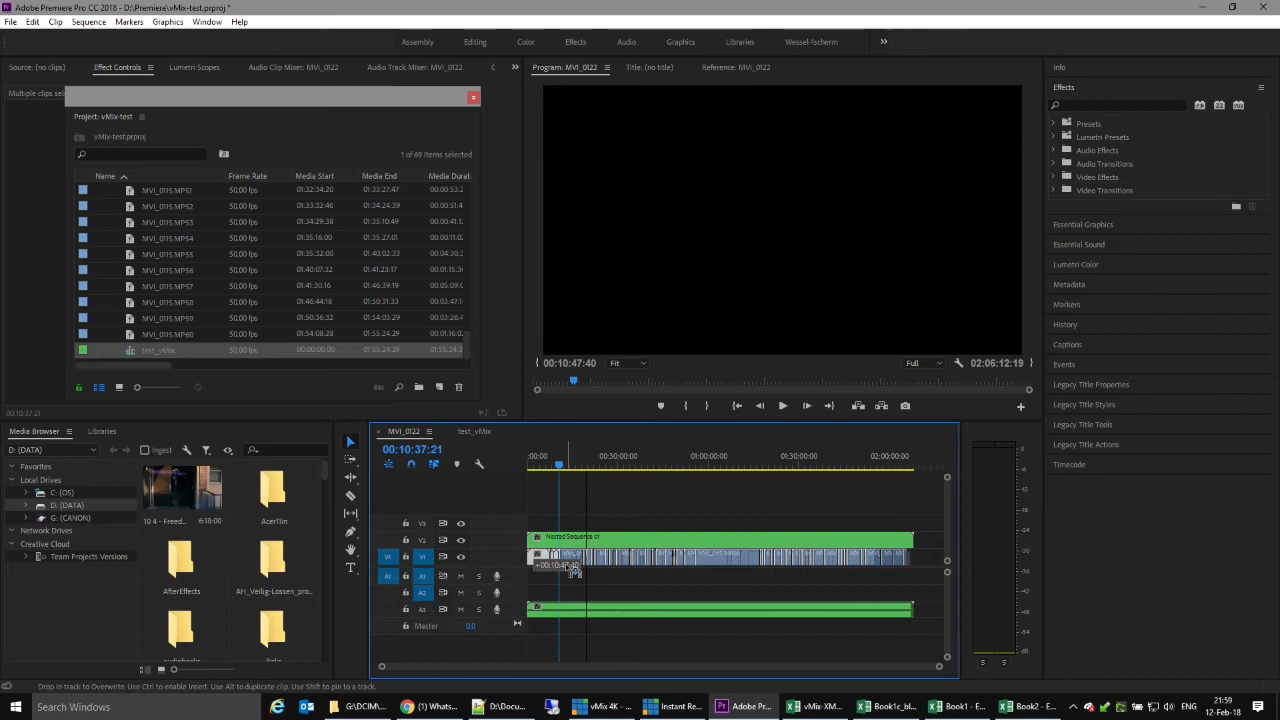 Adobe Premiere Pro CC 2018 - D:\Premiere\vMix-test.prproj *
File Edit Clip Sequence Markers Graphics Window Help
Assembly Editing Color Effects Audio Graphics Libraries Wessel-Tscherm
Source: (no clips) Effect Controls Lumetri Scopes Audio Clip Mixer: MVI_0122 Audio Track Mixer: MVI_0122 C
Program: MVI_0122 Title: (no title) Reference: MVI_0122
Info
Effects
Multiple clips sel
Project: vMix-test
vMix-test.prproj
1 of 69 Items selected
Name Frame Rate Media Start Media End Media Durat
MVI_0115.MP51 50.00 fps 01:32:34:20 01:33:27:47 00:00:53:2
MVI_0115.MP52 50.00 fps 01:33:32:46 01:34:24:39 00:00:51:4
MVI_0115.MP53 50.00 fps 01:34:29:38 01:35:10:49 00:00:41:1
MVI_0115.MP54 50.00 fps 01:35:16:00 01:35:27:01 00:00:11:0
MVI_0115.MP55 50.00 fps 01:35:32:00 01:40:02:33 00:04:30:3
MVI_0115.MP56 50.00 fps 01:40:07:32 01:41:23:17 00:01:15:3
MVI_0115.MP57 50.00 fps 01:41:30:16 01:46:39:17 00:05:09:0
MVI_0115.MP58 50.00 fps 01:46:44:18 01:50:31:33 00:03:47:1
MVI_0115.MP59 50.00 fps 01:50:36:32 01:54:03:29 00:03:26:4
MVI_0115.MP60 50.00 fps 01:54:08:28 01:55:24:29 00:01:16:0
test_vMix 50.00 fps 00:00:00:00 01:55:24:29 01:55:24:3
00:10:37:21
00:10:47:40 Fit Full 02:06:12:19
Presets
Lumetri Presets
Audio Effects
Audio Transitions
Video Effects
Video Transitions
Essential Graphics
Essential Sound
Lumetri Color
Metadata
Markers
History
Captions
Events
Legacy Title Properties
Legacy Title Styles
Legacy Title Tools
Legacy Title Actions
Timecode
Media Browser Libraries
D: (DATA) Ingest
Favorites
Local Drives
C: (OS)
D: (DATA)
G: (CANON)
Network Drives
Creative Cloud
Team Projects Versions
10 4 - Freed... 6:18:00 Acer11in
AfterEffects AH_Veilig-Lossen_pro...
MVI_0122 test_vMix
00:10:37:21
:00:00 00:30:00:00 01:00:00:00 01:30:00:00 02:00:00:00
V3
V2
Nested Sequence 01
V1 V1
A1 A1 M S
A2 M S
A3 M S
Master 0.0
0
-6
-12
-18
-24
-30
-36
-42
-48
-54
dB
S S
Drop in track to Overwrite. Use Ctrl to enable Insert. Use Alt to duplicate clip. Use Shift to pin to a track.
Search Windows G:\DCIM\... (1) Whats... D:\Docu... vMix 4K - ... Instant Re... Adobe Pr... vMix-XM... Book1c_bl... Book1 - E... Book2 - E...
21:59
12-Feb-18